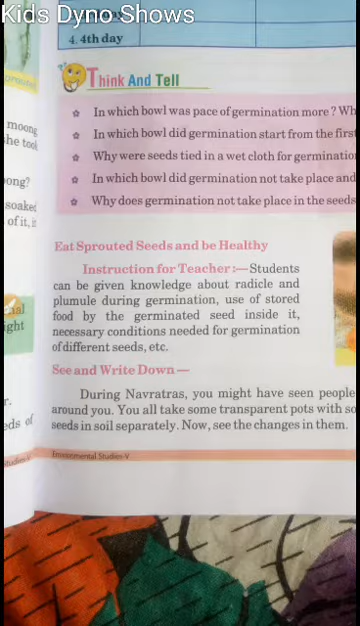 Kids Dyno Shows
4. 4th day
Think And Tell
In which bowl was pace of germination more ? Wh
In which bowl did germination start from the first
Why were seeds tied in a wet cloth for germination
In which bowl did germination not take place and
Why does germination not take place in the seeds
moong
he took
ong?
soaked
of it, it
ight
r.
eds of
Eat Sprouted Seeds and be Healthy
Instruction for Teacher :— Students
can be given knowledge about radicle and
plumule during germination, use of stored
food by the germinated seed inside it,
necessary conditions needed for germination
of different seeds, etc.
See and Write Down —
During Navratras, you might have seen people
around you. You all take some transparent pots with so
seeds in soil separately. Now, see the changes in them.
Environmental Studies-V